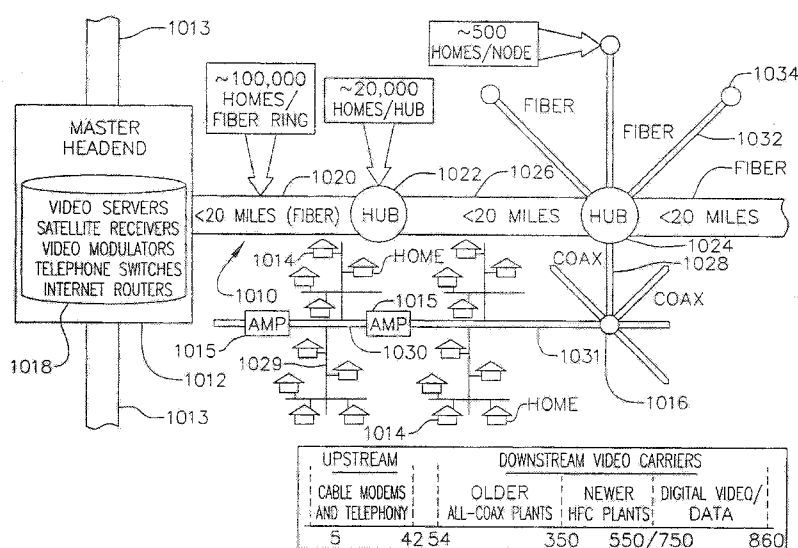 1013
~500
HOMES/NODE
~100,000
HOMES/
FIBER RING
~20,000
HOMES/HUB
1034
FIBER
FIBER
1032
FIBER
MASTER
HEADEND
1020
1022
1026
VIDEO SERVERS
SATELLITE RECEIVERS
VIDEO MODULATORS
TELEPHONE SWITCHES
INTERNET ROUTERS
<20 MILES (FIBER)
HUB
<20 MILES
HUB
<20 MILES
1024
1014
HOME
COAX
1028
1010
1015
COAX
AMP
AMP
1015
1018
1012
1029
1030
1031
1016
1013
1014
HOME
UPSTREAM
DOWNSTREAM VIDEO CARRIERS
CABLE MODEMS
AND TELEPHONY
OLDER
ALL-COAX PLANTS
NEWER
HFC PLANTS
DIGITAL VIDEO/
DATA
5 42 54 350 550/750 860